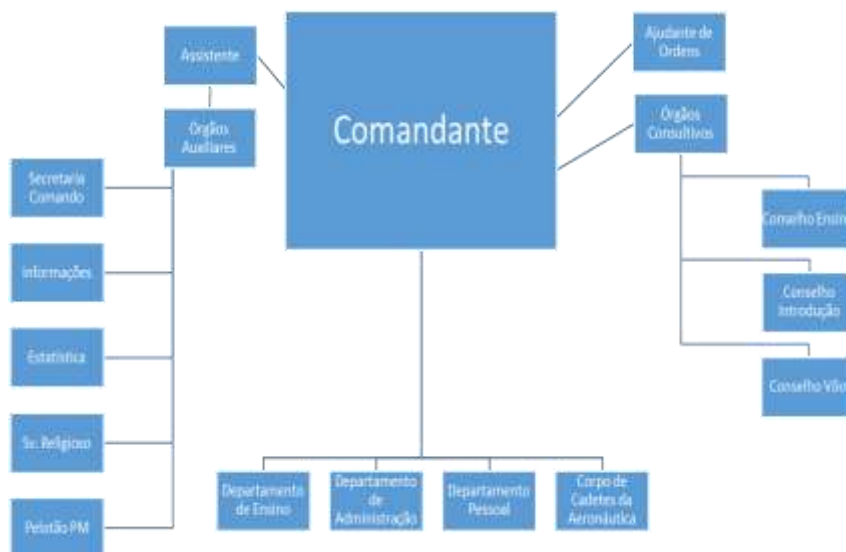 Assistente
Órgãos
Auxiliares
Secretaria
Comando
Informações
Estatística
Sv. Religioso
Pelotão PM
Comandante
Ajudante de
Ordens
Órgãos
Consultivos
Conselho Ensino
Conselho
Introdução
Conselho Vôo
Departamento
de Ensino
Departamento
de
Administração
Departamento
Pessoal
Corpo de
Cadetes da
Aeronáutica